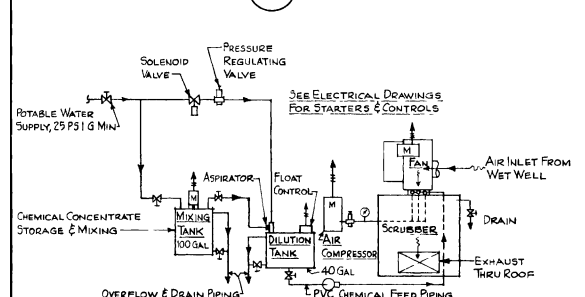 PRESSURE
REGULATING
VALVE
SOLENOID
VALVE
SEE ELECTRICAL DRAWINGS
FOR STARTERS & CONTROLS
POTABLE WATER
SUPPLY, 25 PSIG MIN
M
FAN
AIR INLET FROM
WET WELL
ASPIRATOR
FLOAT
CONTROL
M
M
CHEMICAL CONCENTRATE
STORAGE & MIXING
MIXING
TANK
100 GAL
DILUTION
TANK
AIR
COMPRESSOR
SCRUBBER
DRAIN
40 GAL
EXHAUST
THRU ROOF
OVERFLOW & DRAIN PIPING
PVC CHEMICAL FEED PIPING